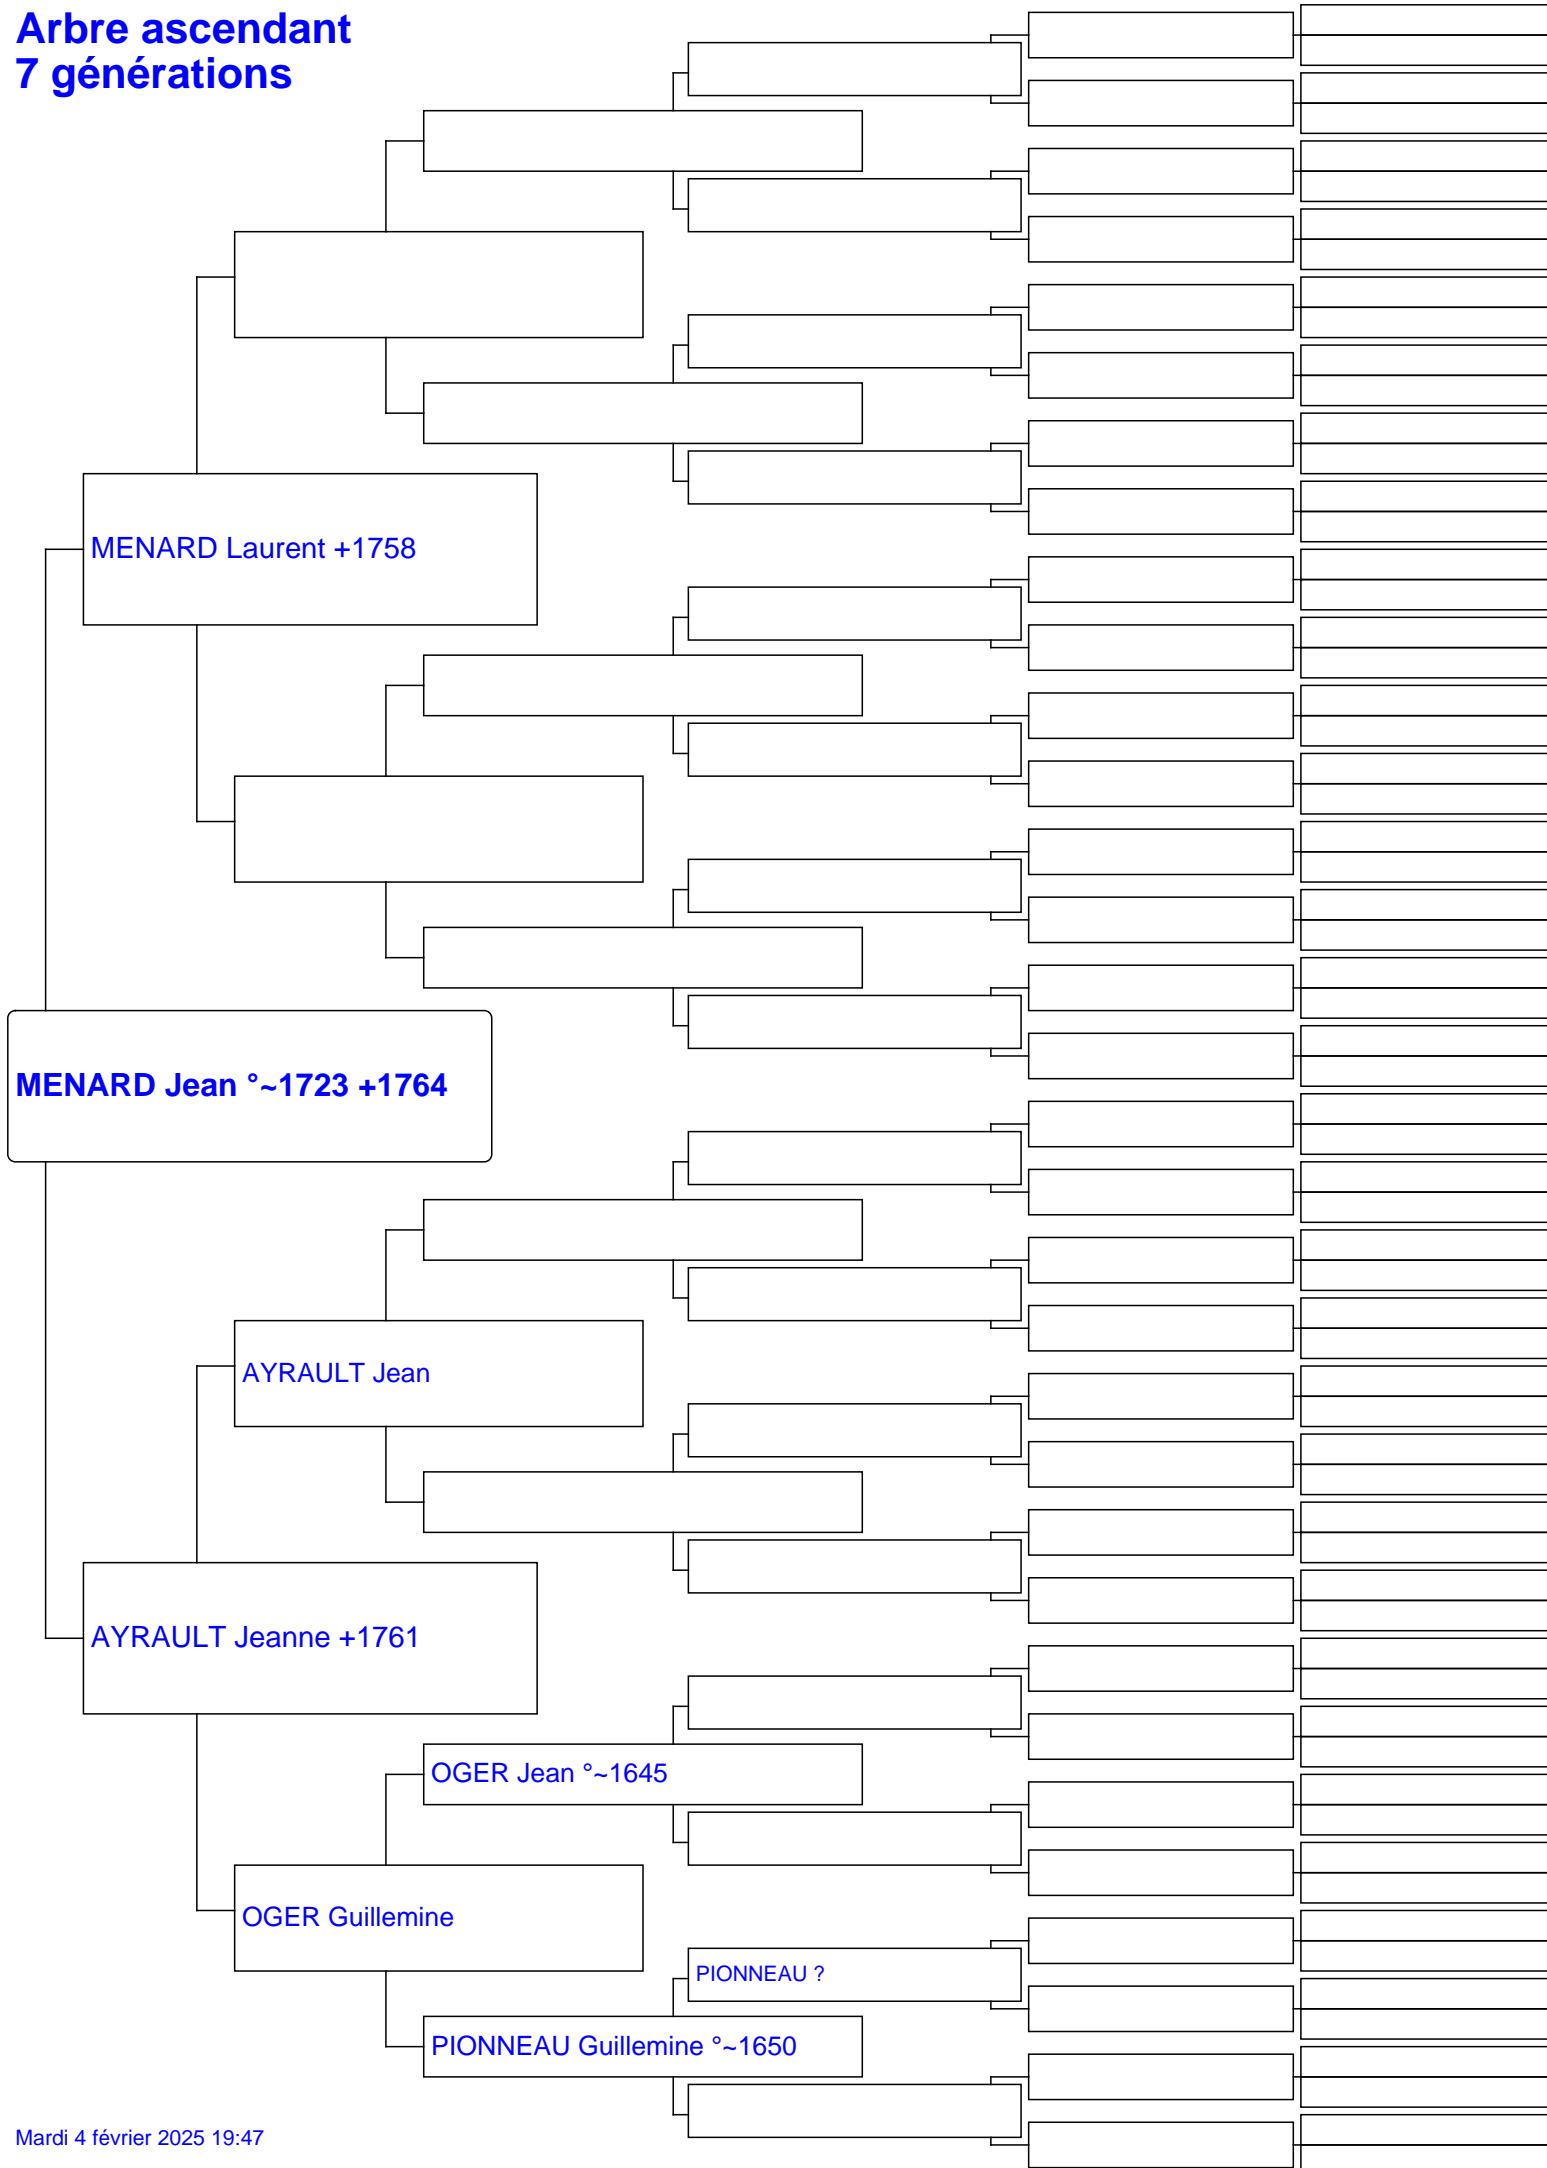 Arbre ascendant
7 générations
MENARD Laurent +1758
MENARD Jean °~1723 +1764
AYRAULT Jean
AYRAULT Jeanne +1761
OGER Jean °~1645
OGER Guillemine
PIONNEAU ?
PIONNEAU Guillemine °~1650
Mardi 4 février 2025 19:47